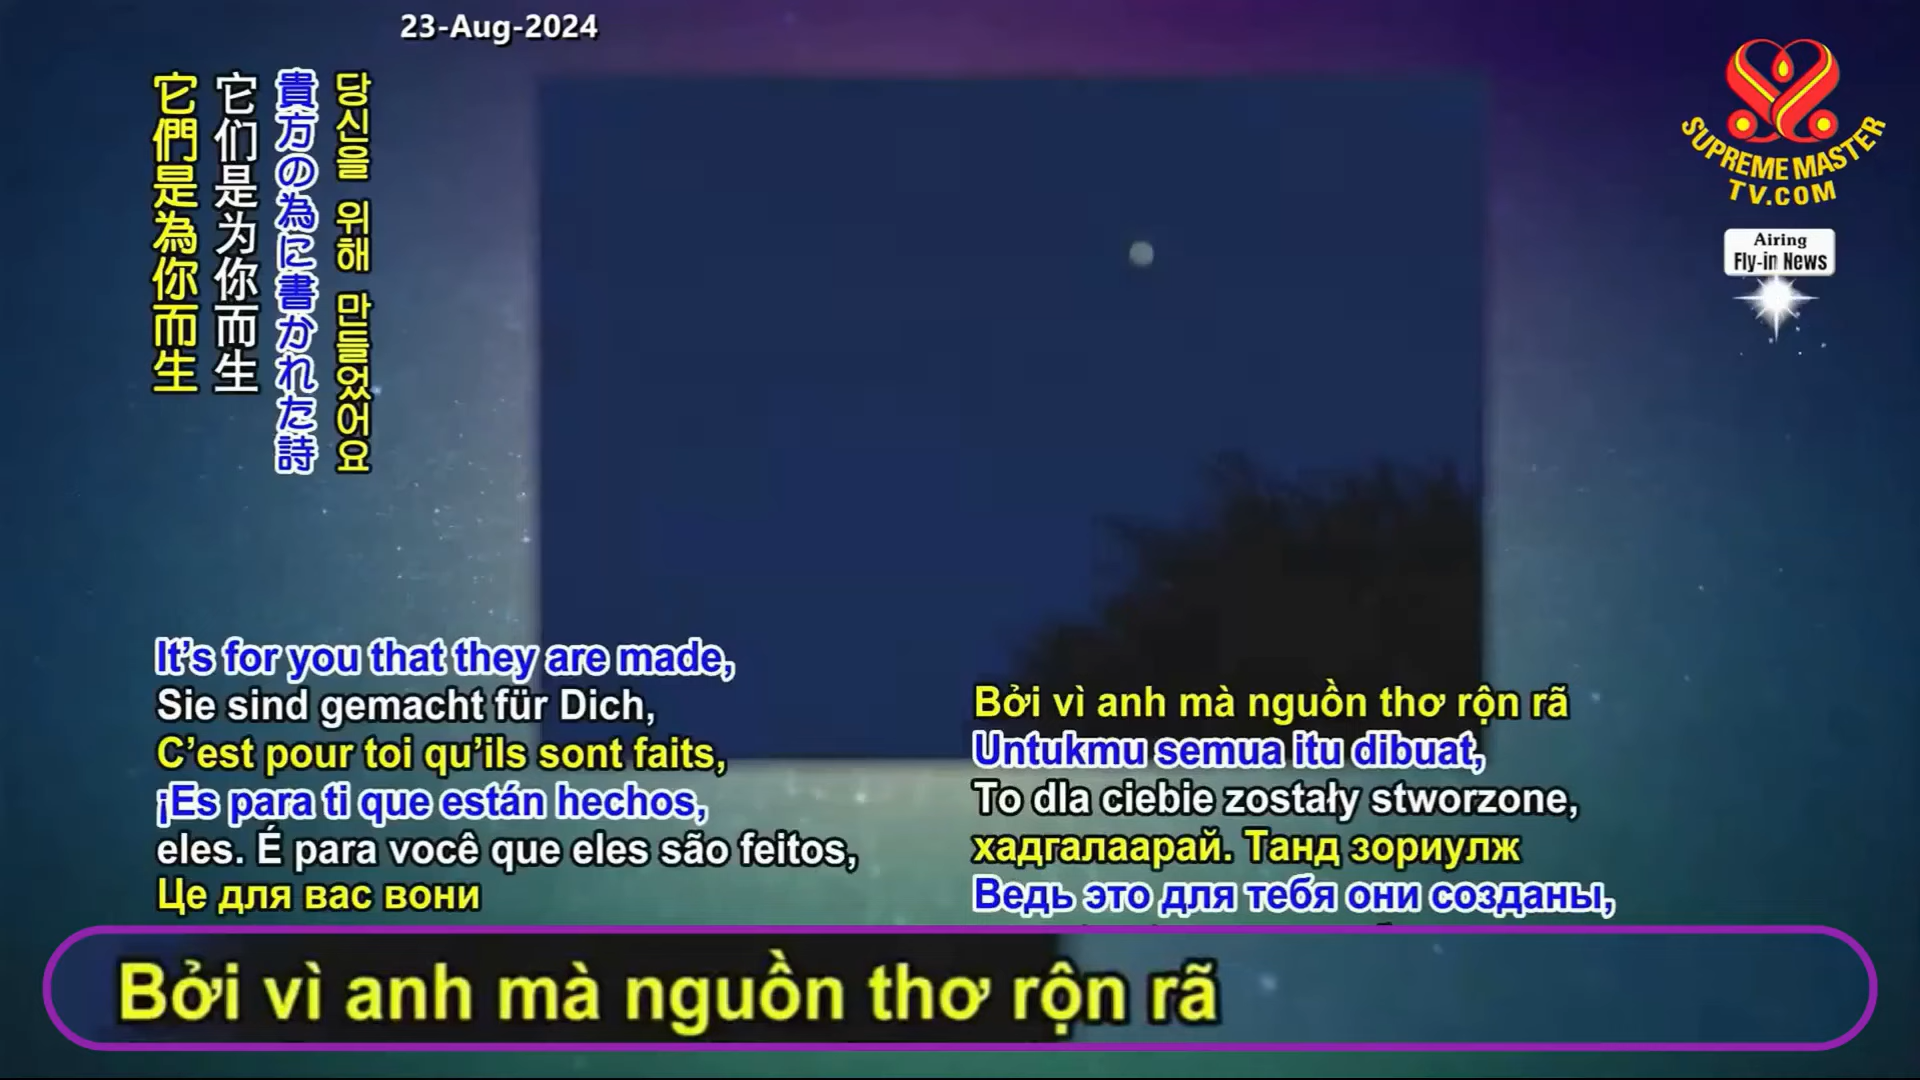 23-Aug-2024
它們是為你而生
它们是为你而生
貴方の為に書かれた詩
당신을 위해 만들었어요
SUPREME MASTER
TV.COM
Airing
Fly-in News
It's for you that they are made,
Sie sind gemacht für Dich,
C'est pour toi qu'ils sont faits,
¡Es para ti que están hechos,
eles. É para você que eles são feitos,
Це для вас вони
Bởi vì anh mà nguồn thơ rộn rã
Untukmu semua itu dibuat,
To dla ciebie zostały stworzone,
хадгалаарай. Танд зориулж
Ведь это для тебя они созданы,
Bởi vì anh mà nguồn thơ rộn rã